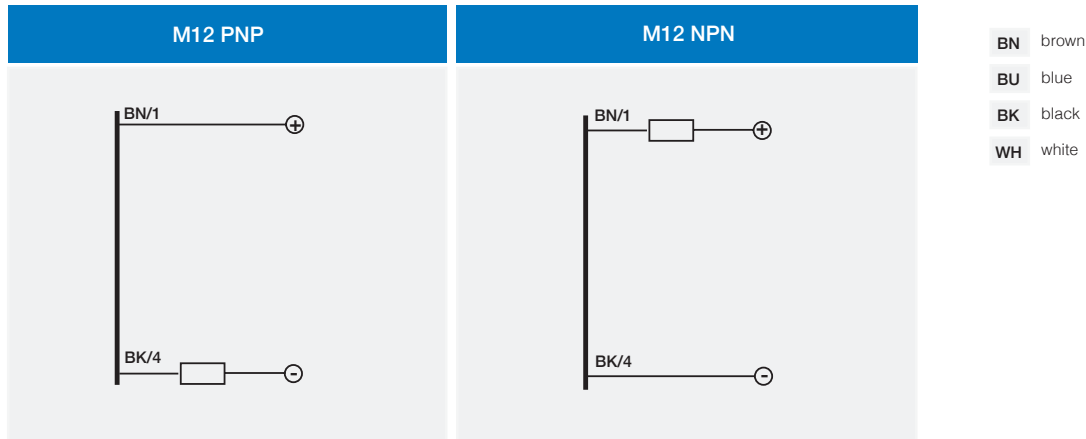 M12 PNP
BN/1
+
BK/4
-
M12 NPN
BN/1
+
BK/4
-
BN brown
BU blue
BK black
WH white